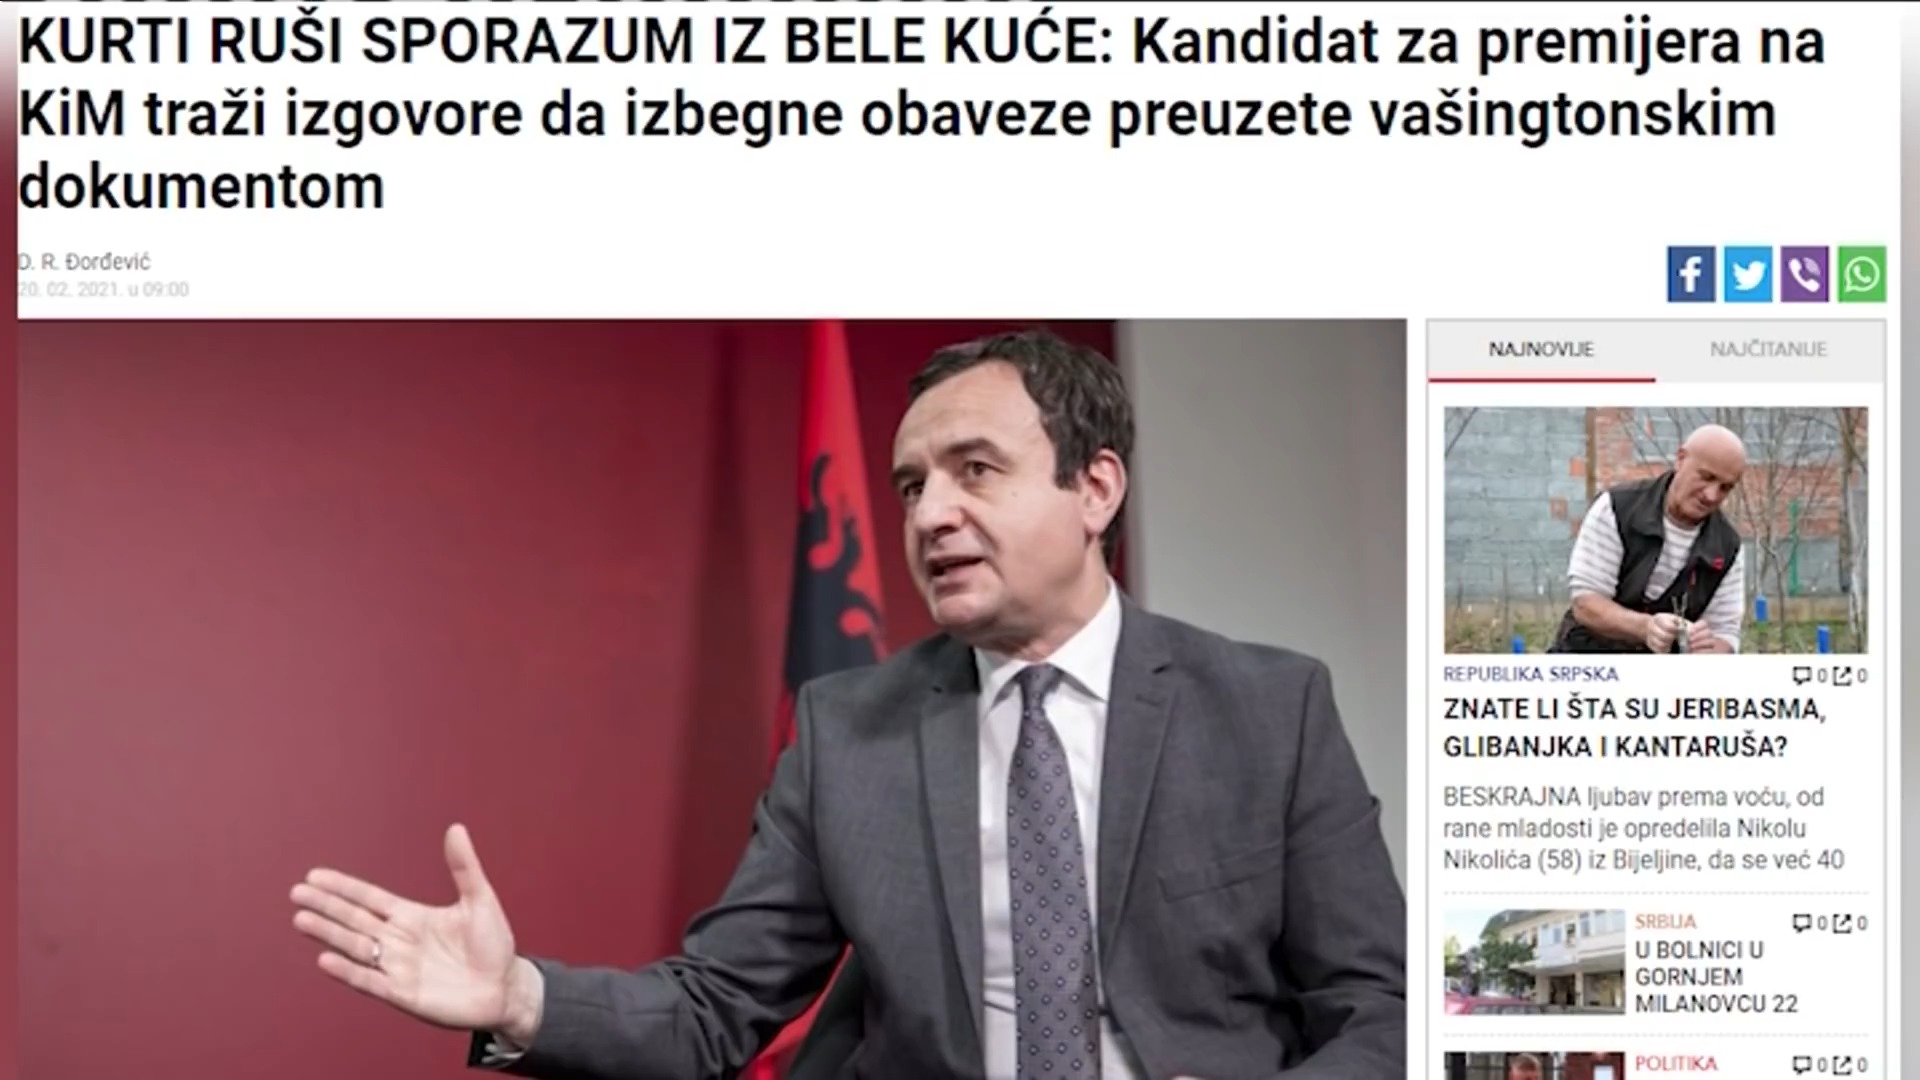 KURTI RUŠI SPORAZUM IZ BELE KUĆE: Kandidat za premijera na
KiM traži izgovore da izbegne obaveze preuzete vašingtonskim
dokumentom
D. R. Đorđević
20. 02. 2021. u 09:00
NAJNOVIJE
NAJČITANIJE
REPUBLIKA SRPSKA
0 0
ZNATE LI ŠTA SU JERIBASMA,
GLIBANJKA I KANTARUŠA?
BESKRAJNA ljubav prema voću, od
rane mladosti je opredelila Nikolu
Nikolića (58) iz Bijeljine, da se već 40
SRBIJA
0 0
U BOLNICI U
GORNJEM
MILANOVCU 22
POLITIKA
0 0